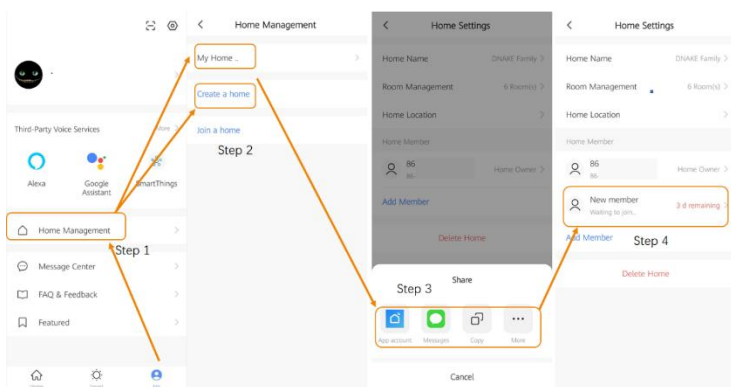 Third-Party Voice Services
More
Alexa
Google
Assistant
SmartThings
Home Management
Step 1
Message Center
FAQ & Feedback
Featured
Home Management
My Home ..
Create a home
Join a home
Step 2
Home Settings
Home Name
DNAKE Family
Room Management
6 Room(s)
Home Location
Home Member
86
86-
Home Owner
Add Member
Delete Home
Share
Step 3
App account
Messages
Copy
More
Cancel
Home Settings
Home Name
DNAKE Family
Room Management
6 Room(s)
Home Location
Home Member
86
86-
Home Owner
New member
Waiting to join..
3 d remaining
Add Member
Step 4
Delete Home